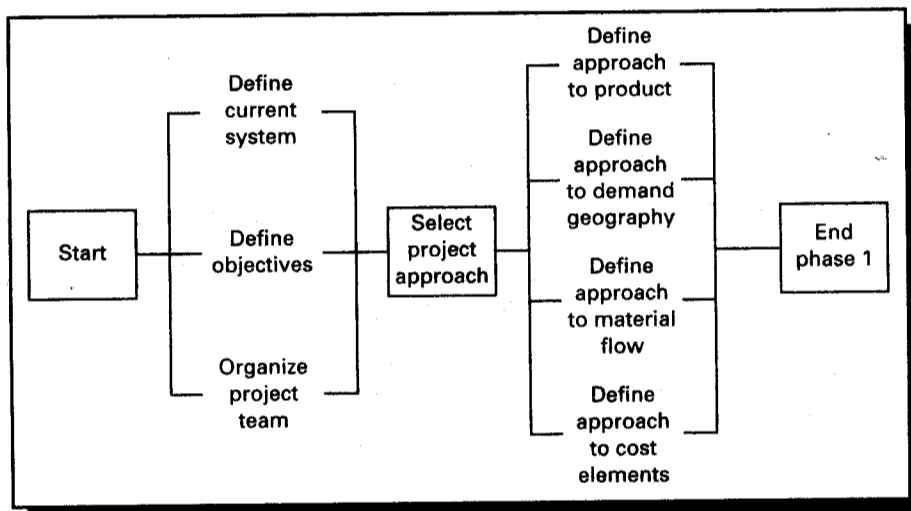 Start
Define
current
system
Define
objectives
Organize
project
team
Select
project
approach
Define
approach
to product
Define
approach
to demand
geography
Define
approach
to material
flow
Define
approach
to cost
elements
End
phase 1